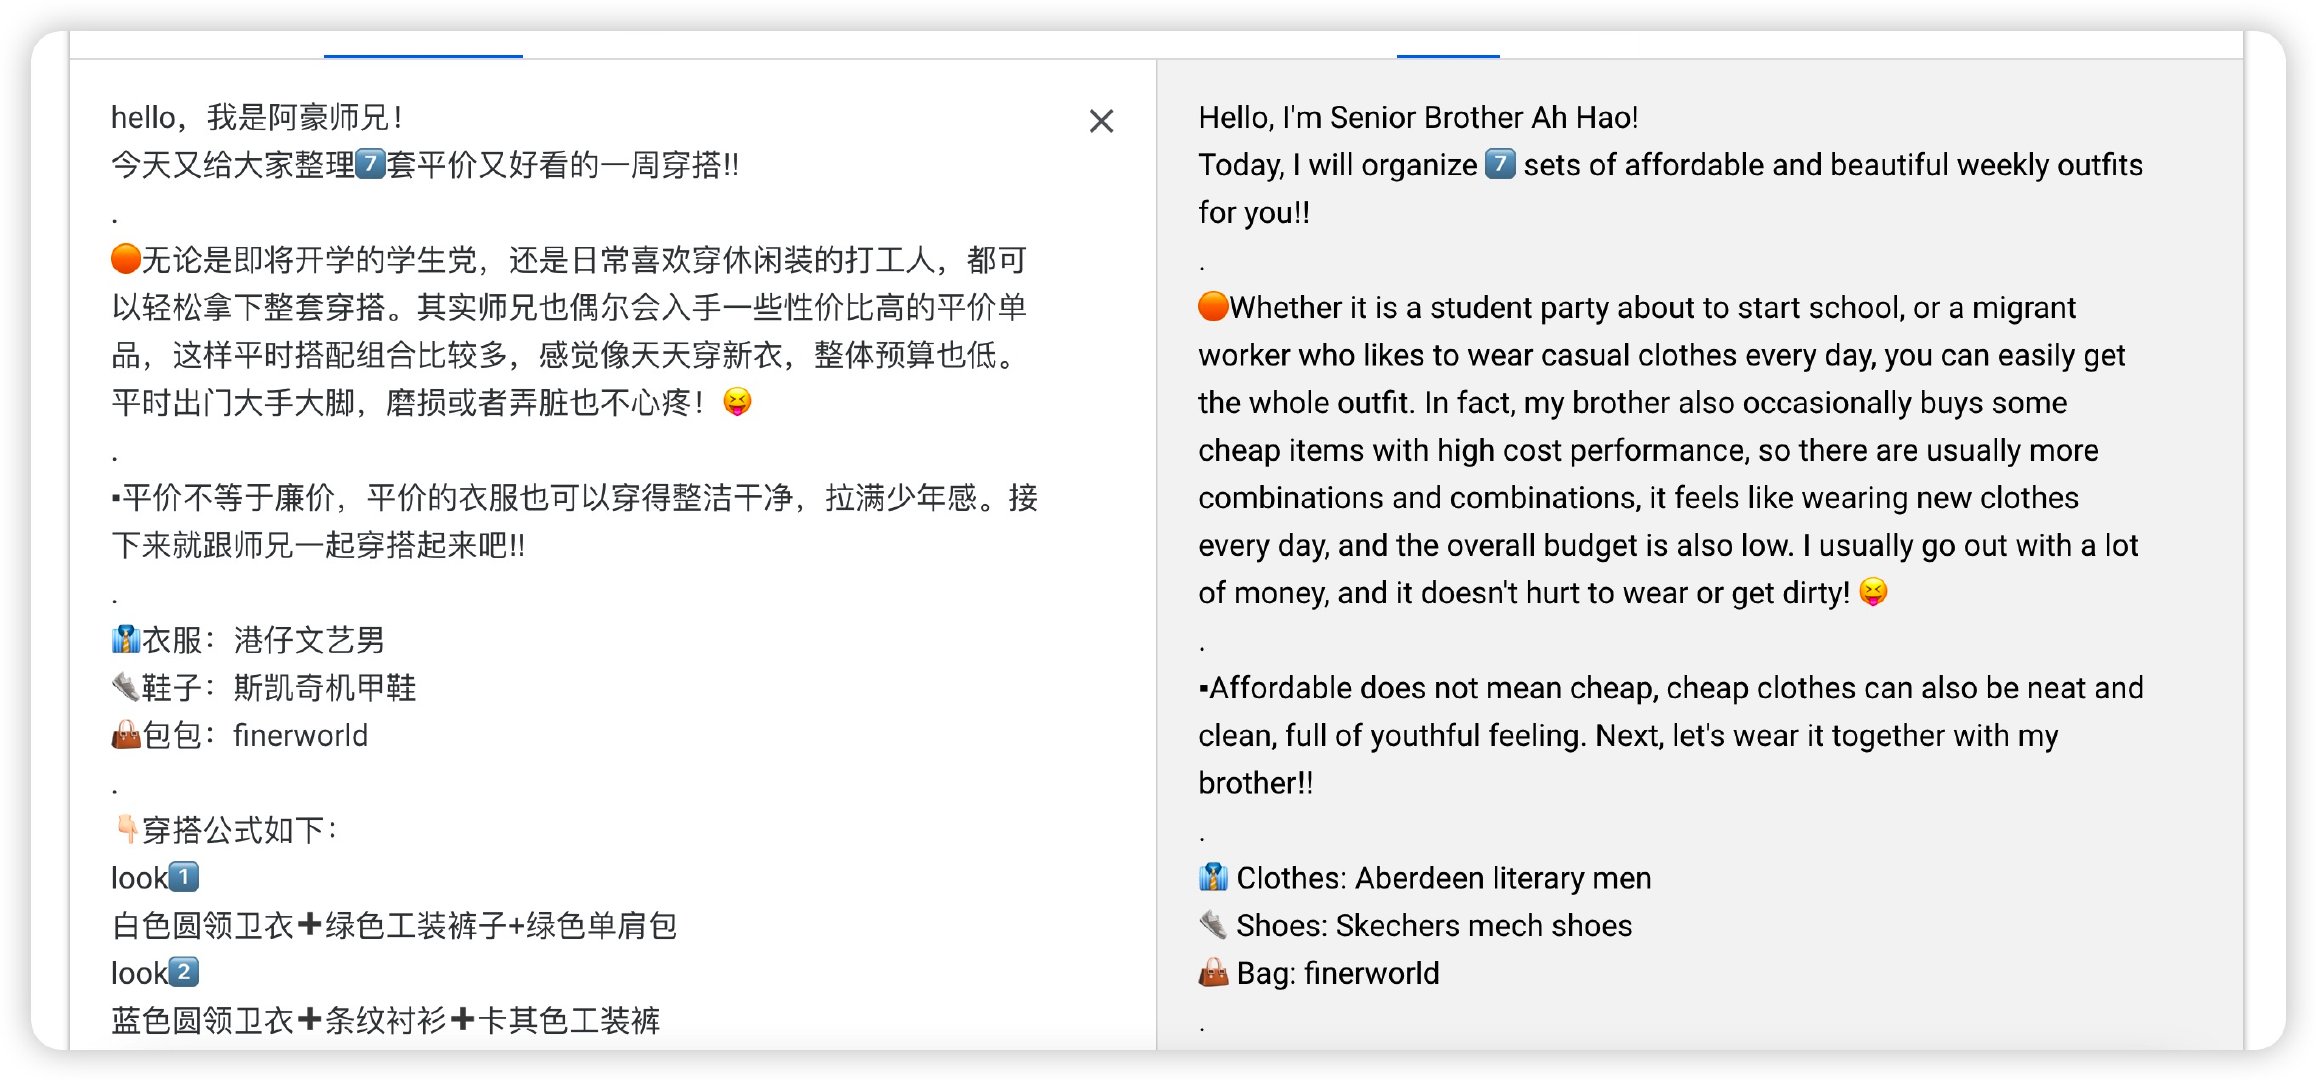 hello，我是阿豪师兄！
今天又给大家整理7️⃣套平价又好看的一周穿搭‼️
.
🟠无论是即将开学的学生党，还是日常喜欢穿休闲装的打工人，都可
以轻松拿下整套穿搭。其实师兄也偶尔会入手一些性价比高的平价单
品，这样平时搭配组合比较多，感觉像天天穿新衣，整体预算也低。
平时出门大手大脚，磨损或者弄脏也不心疼！😝
.
▪️平价不等于廉价，平价的衣服也可以穿得整洁干净，拉满少年感。接
下来就跟师兄一起穿搭起来吧‼️
.
👔衣服：港仔文艺男
👟鞋子：斯凯奇机甲鞋
👜包包：finerworld
.
👇🏻穿搭公式如下：
look1️⃣
白色圆领卫衣➕绿色工装裤子+绿色单肩包
look2️⃣
蓝色圆领卫衣➕条纹衬衫➕卡其色工装裤
Hello, I'm Senior Brother Ah Hao!
Today, I will organize 7️⃣ sets of affordable and beautiful weekly outfits
for you!!
.
🟠Whether it is a student party about to start school, or a migrant
worker who likes to wear casual clothes every day, you can easily get
the whole outfit. In fact, my brother also occasionally buys some
cheap items with high cost performance, so there are usually more
combinations and combinations, it feels like wearing new clothes
every day, and the overall budget is also low. I usually go out with a lot
of money, and it doesn't hurt to wear or get dirty! 😝
.
▪️Affordable does not mean cheap, cheap clothes can also be neat and
clean, full of youthful feeling. Next, let's wear it together with my
brother!!
.
👔 Clothes: Aberdeen literary men
👟 Shoes: Skechers mech shoes
👜 Bag: finerworld
.